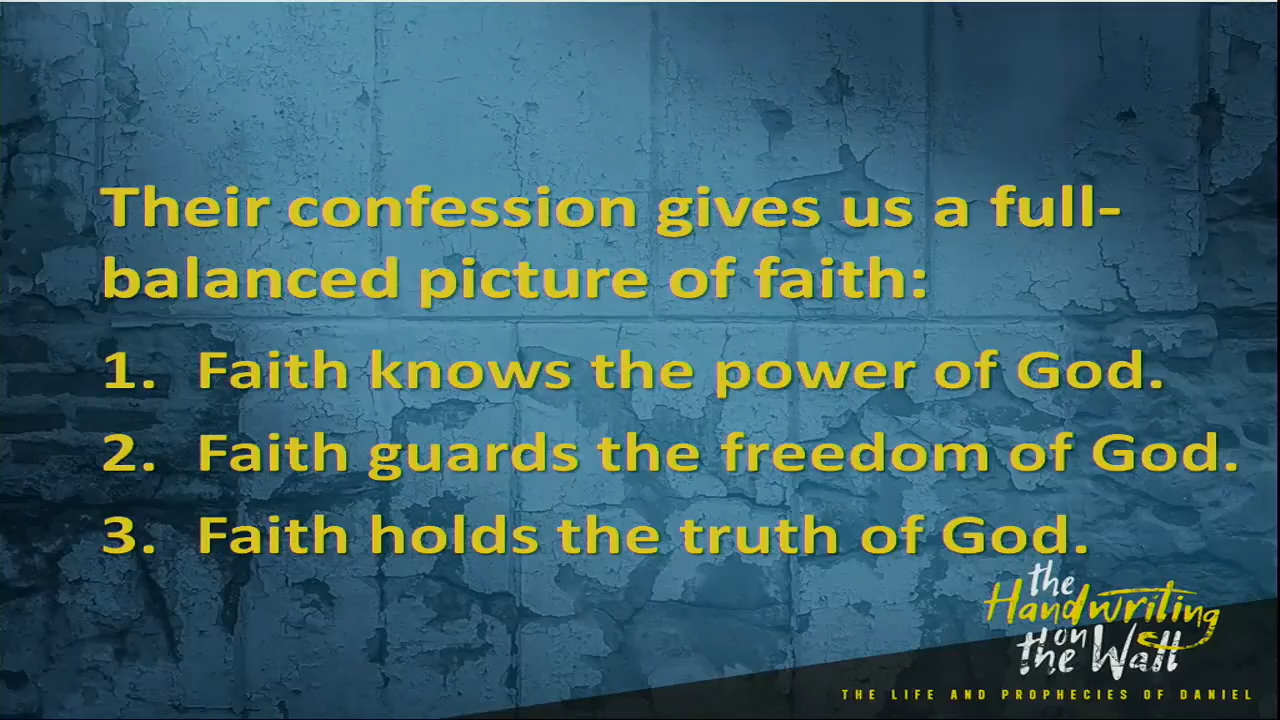 Their confession gives us a full-
balanced picture of faith:
1. Faith knows the power of God.
2. Faith guards the freedom of God.
3. Faith holds the truth of God.
the
Handwriting
on
the Wall
THE LIFE AND PROPHECIES OF DANIEL